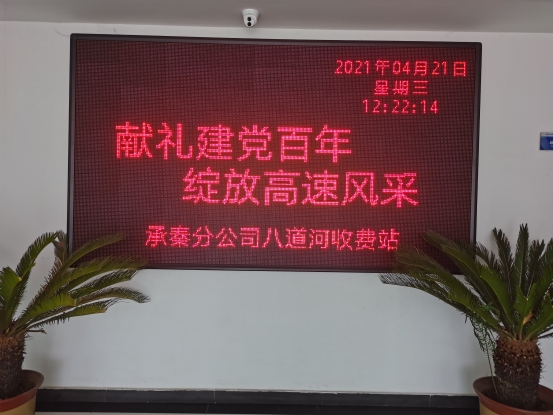 2021年04月21日
星期三
12:22:14
献礼建党百年
绽放高速风采
承秦分公司八道河收费站